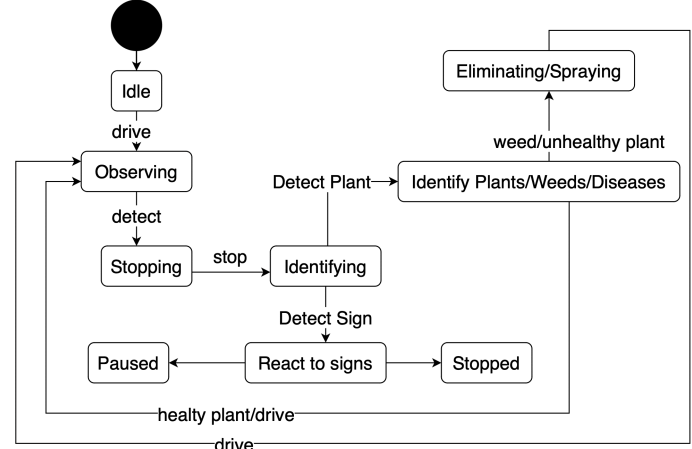 Eliminating/Spraying
Idle
drive
weed/unhealthy plant
Observing
Detect Plant
Identify Plants/Weeds/Diseases
detect
stop
Stopping
Identifying
Detect Sign
Paused
React to signs
Stopped
healty plant/drive
drive